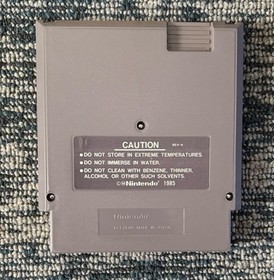 CAUTION
•DO NOT STORE IN EXTREME TEMPERATURES.
•DO NOT IMMERSE IN WATER.
•DO NOT CLEAN WITH BENZENE, THINNER,
ALCOHOL OR OTHER SUCH SOLVENTS.
©®Nintendo® 1985
Nintendo